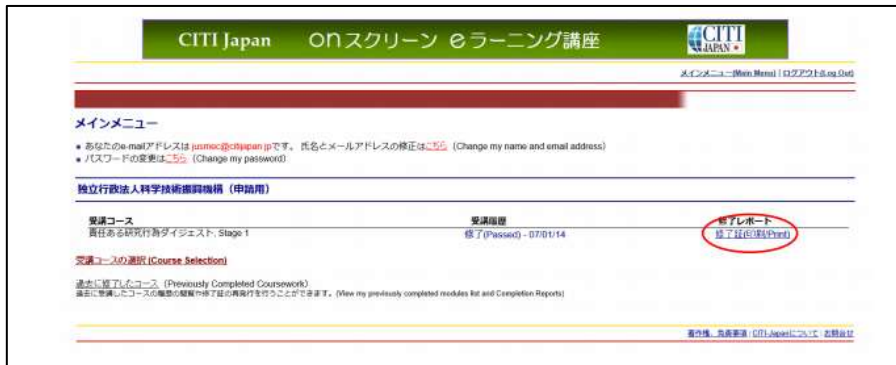 CITI Japan onスクリーン eラーニング講座
CITI
JAPAN
メインメニュー(Main Menu) | ログアウト(Log Out)
メインメニュー
あなたのe-mailアドレスは jusmec@citijapan.jpです。 氏名とメールアドレスの修正はこちら (Change my name and email address)
パスワードの変更はこちら (Change my password)
独立行政法人科学技術振興機構（申請用）
受講コース 受講履歴 修了レポート
責任ある研究行為ダイジェスト, Stage 1 修了(Passed) - 07/01/14 修了証(印刷/Print)
受講コースの選択 (Course Selection)
過去に修了したコース (Previously Completed Coursework)
過去に受講したコースの履歴の閲覧や修了証の再発行を行うことができます。(View my previously completed modules list and Completion Reports)
著作権、免責事項 | CITI-Japanについて | お問合せ